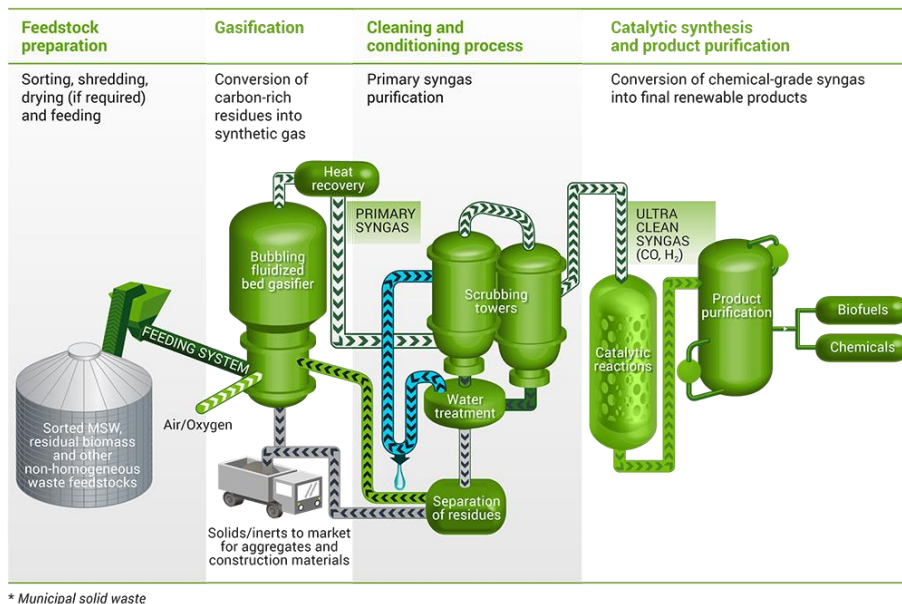 Feedstock
preparation
Gasification
Cleaning and
conditioning process
Catalytic synthesis
and product purification
Sorting, shredding,
drying (if required)
and feeding
Conversion of
carbon-rich
residues into
synthetic gas
Primary syngas
purification
Conversion of chemical-grade syngas
into final renewable products
Heat
recovery
PRIMARY
SYNGAS
ULTRA
CLEAN
SYNGAS
(CO, H₂)
Bubbling
fluidized
bed gasifier
Scrubbing
towers
Product
purification
Biofuels
Chemicals
Catalytic
reactions
FEEDING SYSTEM
Water
treatment
Air/Oxygen
Sorted MSW,
residual biomass
and other
non-homogeneous
waste feedstocks
Separation
of residues
Solids/inerts to market
for aggregates and
construction materials
* Municipal solid waste